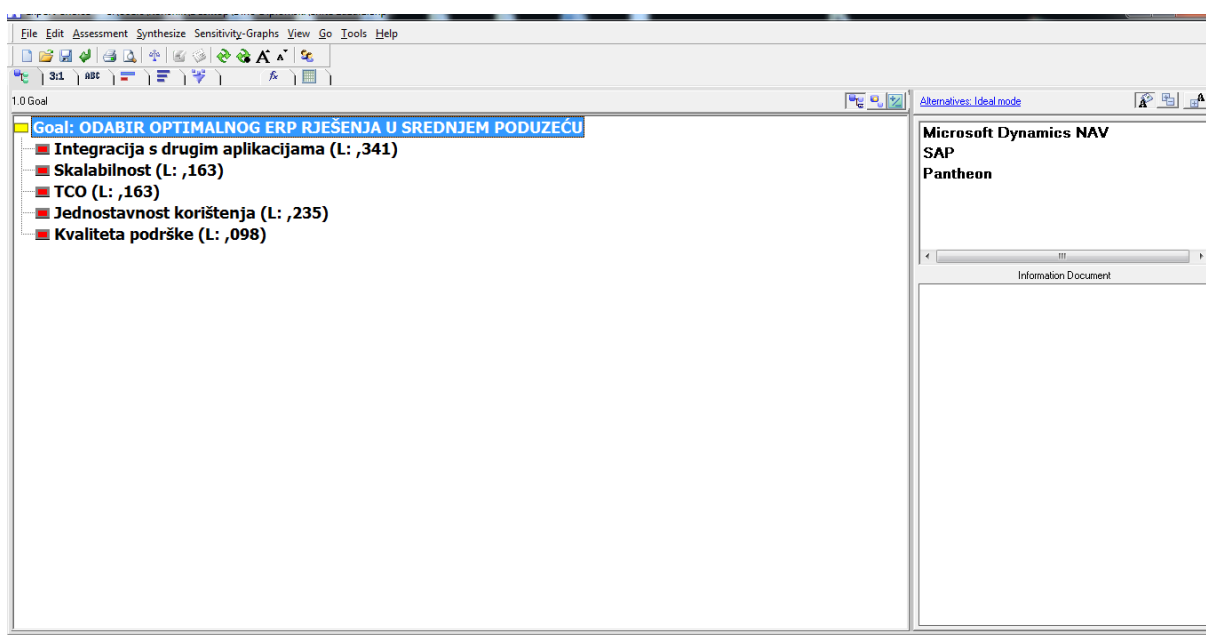 File Edit Assessment Synthesize Sensitivity-Graphs View Go Tools Help
3:1 ABC fx
1.0 Goal
Alternatives: Ideal mode
Goal: ODABIR OPTIMALNOG ERP RJEŠENJA U SREDNJEM PODUZEĆU
Integracija s drugim aplikacijama (L: ,341)
Skalabilnost (L: ,163)
TCO (L: ,163)
Jednostavnost korištenja (L: ,235)
Kvaliteta podrške (L: ,098)
Microsoft Dynamics NAV
SAP
Pantheon
Information Document